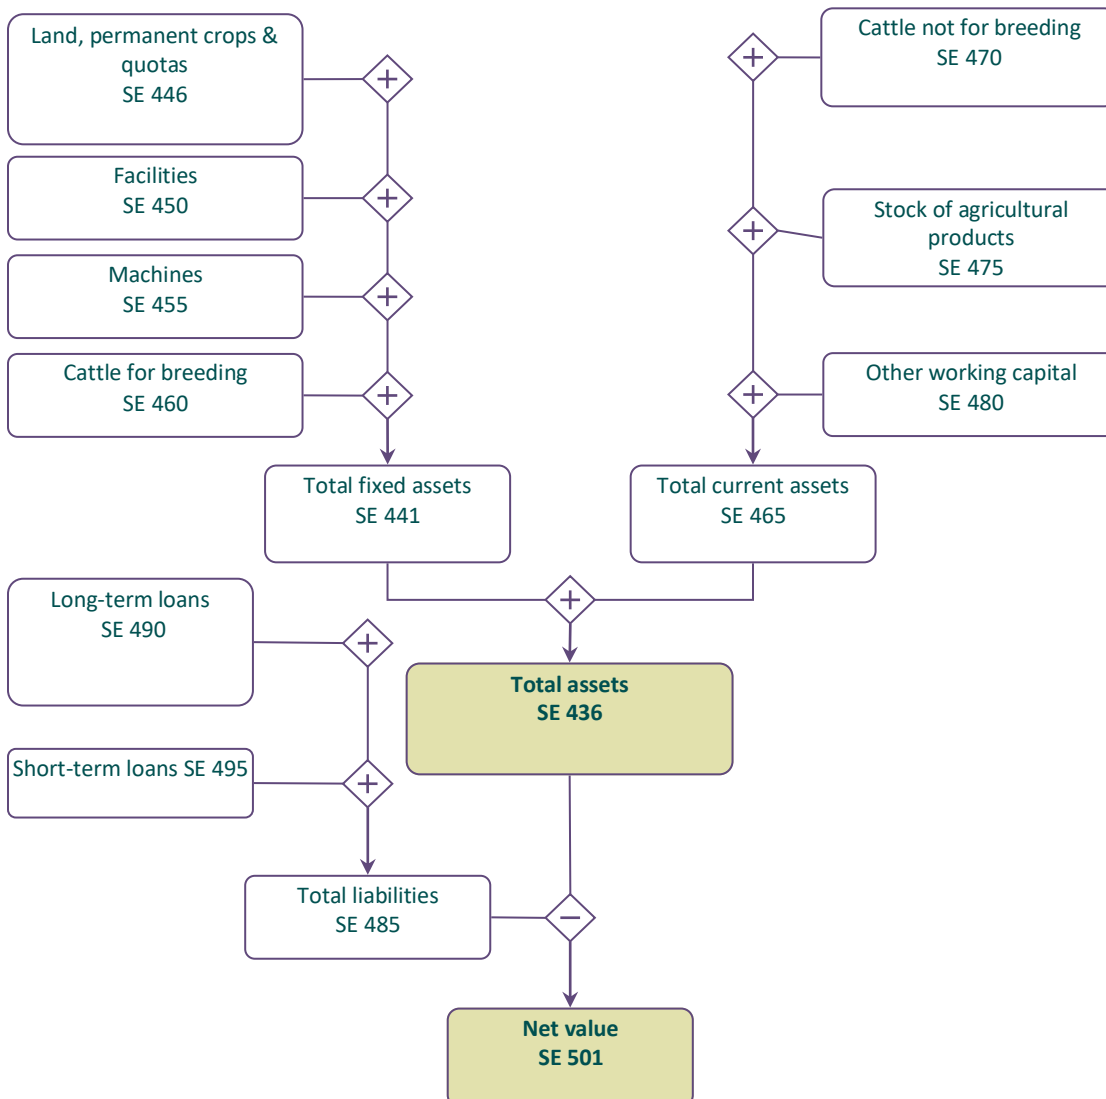 Land, permanent crops &
quotas
SE 446
Cattle not for breeding
SE 470
Facilities
SE 450
Stock of agricultural
products
SE 475
Machines
SE 455
Cattle for breeding
SE 460
Other working capital
SE 480
Total fixed assets
SE 441
Total current assets
SE 465
Long-term loans
SE 490
Total assets
SE 436
Short-term loans SE 495
Total liabilities
SE 485
Net value
SE 501